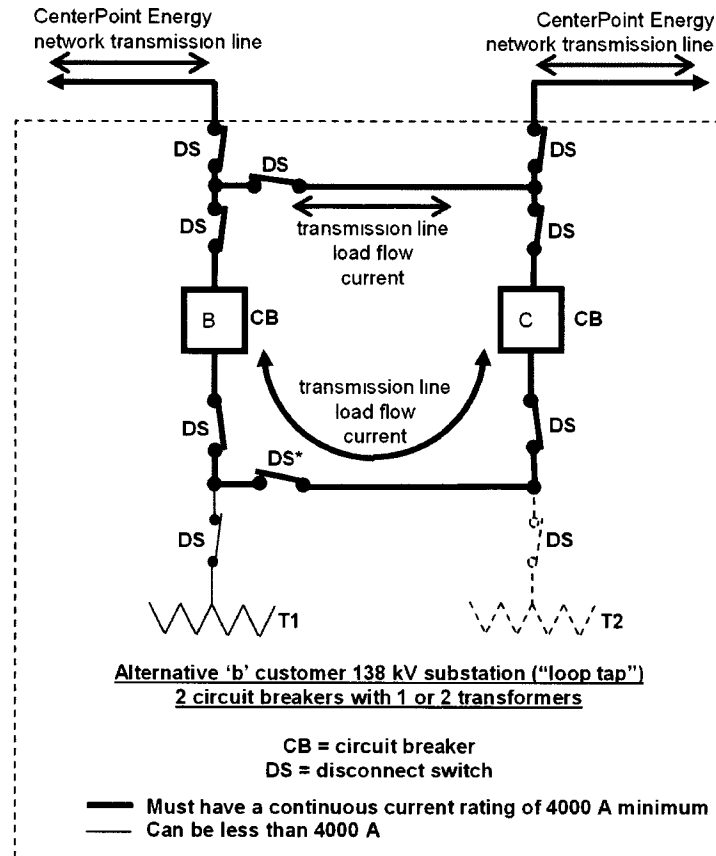 CenterPoint Energy
network transmission line
CenterPoint Energy
network transmission line
DS
DS
DS
DS
DS
transmission line
load flow
current
B
CB
C
CB
transmission line
load flow
current
DS
DS
DS*
DS
DS
T1
T2
Alternative ‘b’ customer 138 kV substation (“loop tap”)
2 circuit breakers with 1 or 2 transformers
CB = circuit breaker
DS = disconnect switch
Must have a continuous current rating of 4000 A minimum
Can be less than 4000 A